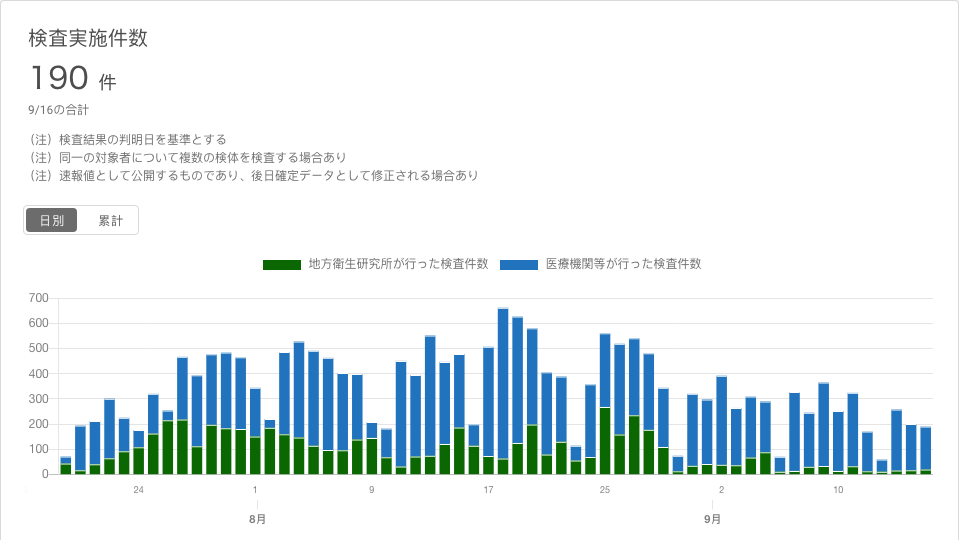 検査実施件数
190 件
9/16の合計
（注）検査結果の判明日を基準とする
（注）同一の対象者について複数の検体を検査する場合あり
（注）速報値として公開するものであり、後日確定データとして修正される場合あり
日別 累計
地方衛生研究所が行った検査件数 医療機関等が行った検査件数
700
600
500
400
300
200
100
0
24 1 9 17 25 2 10
8月 9月